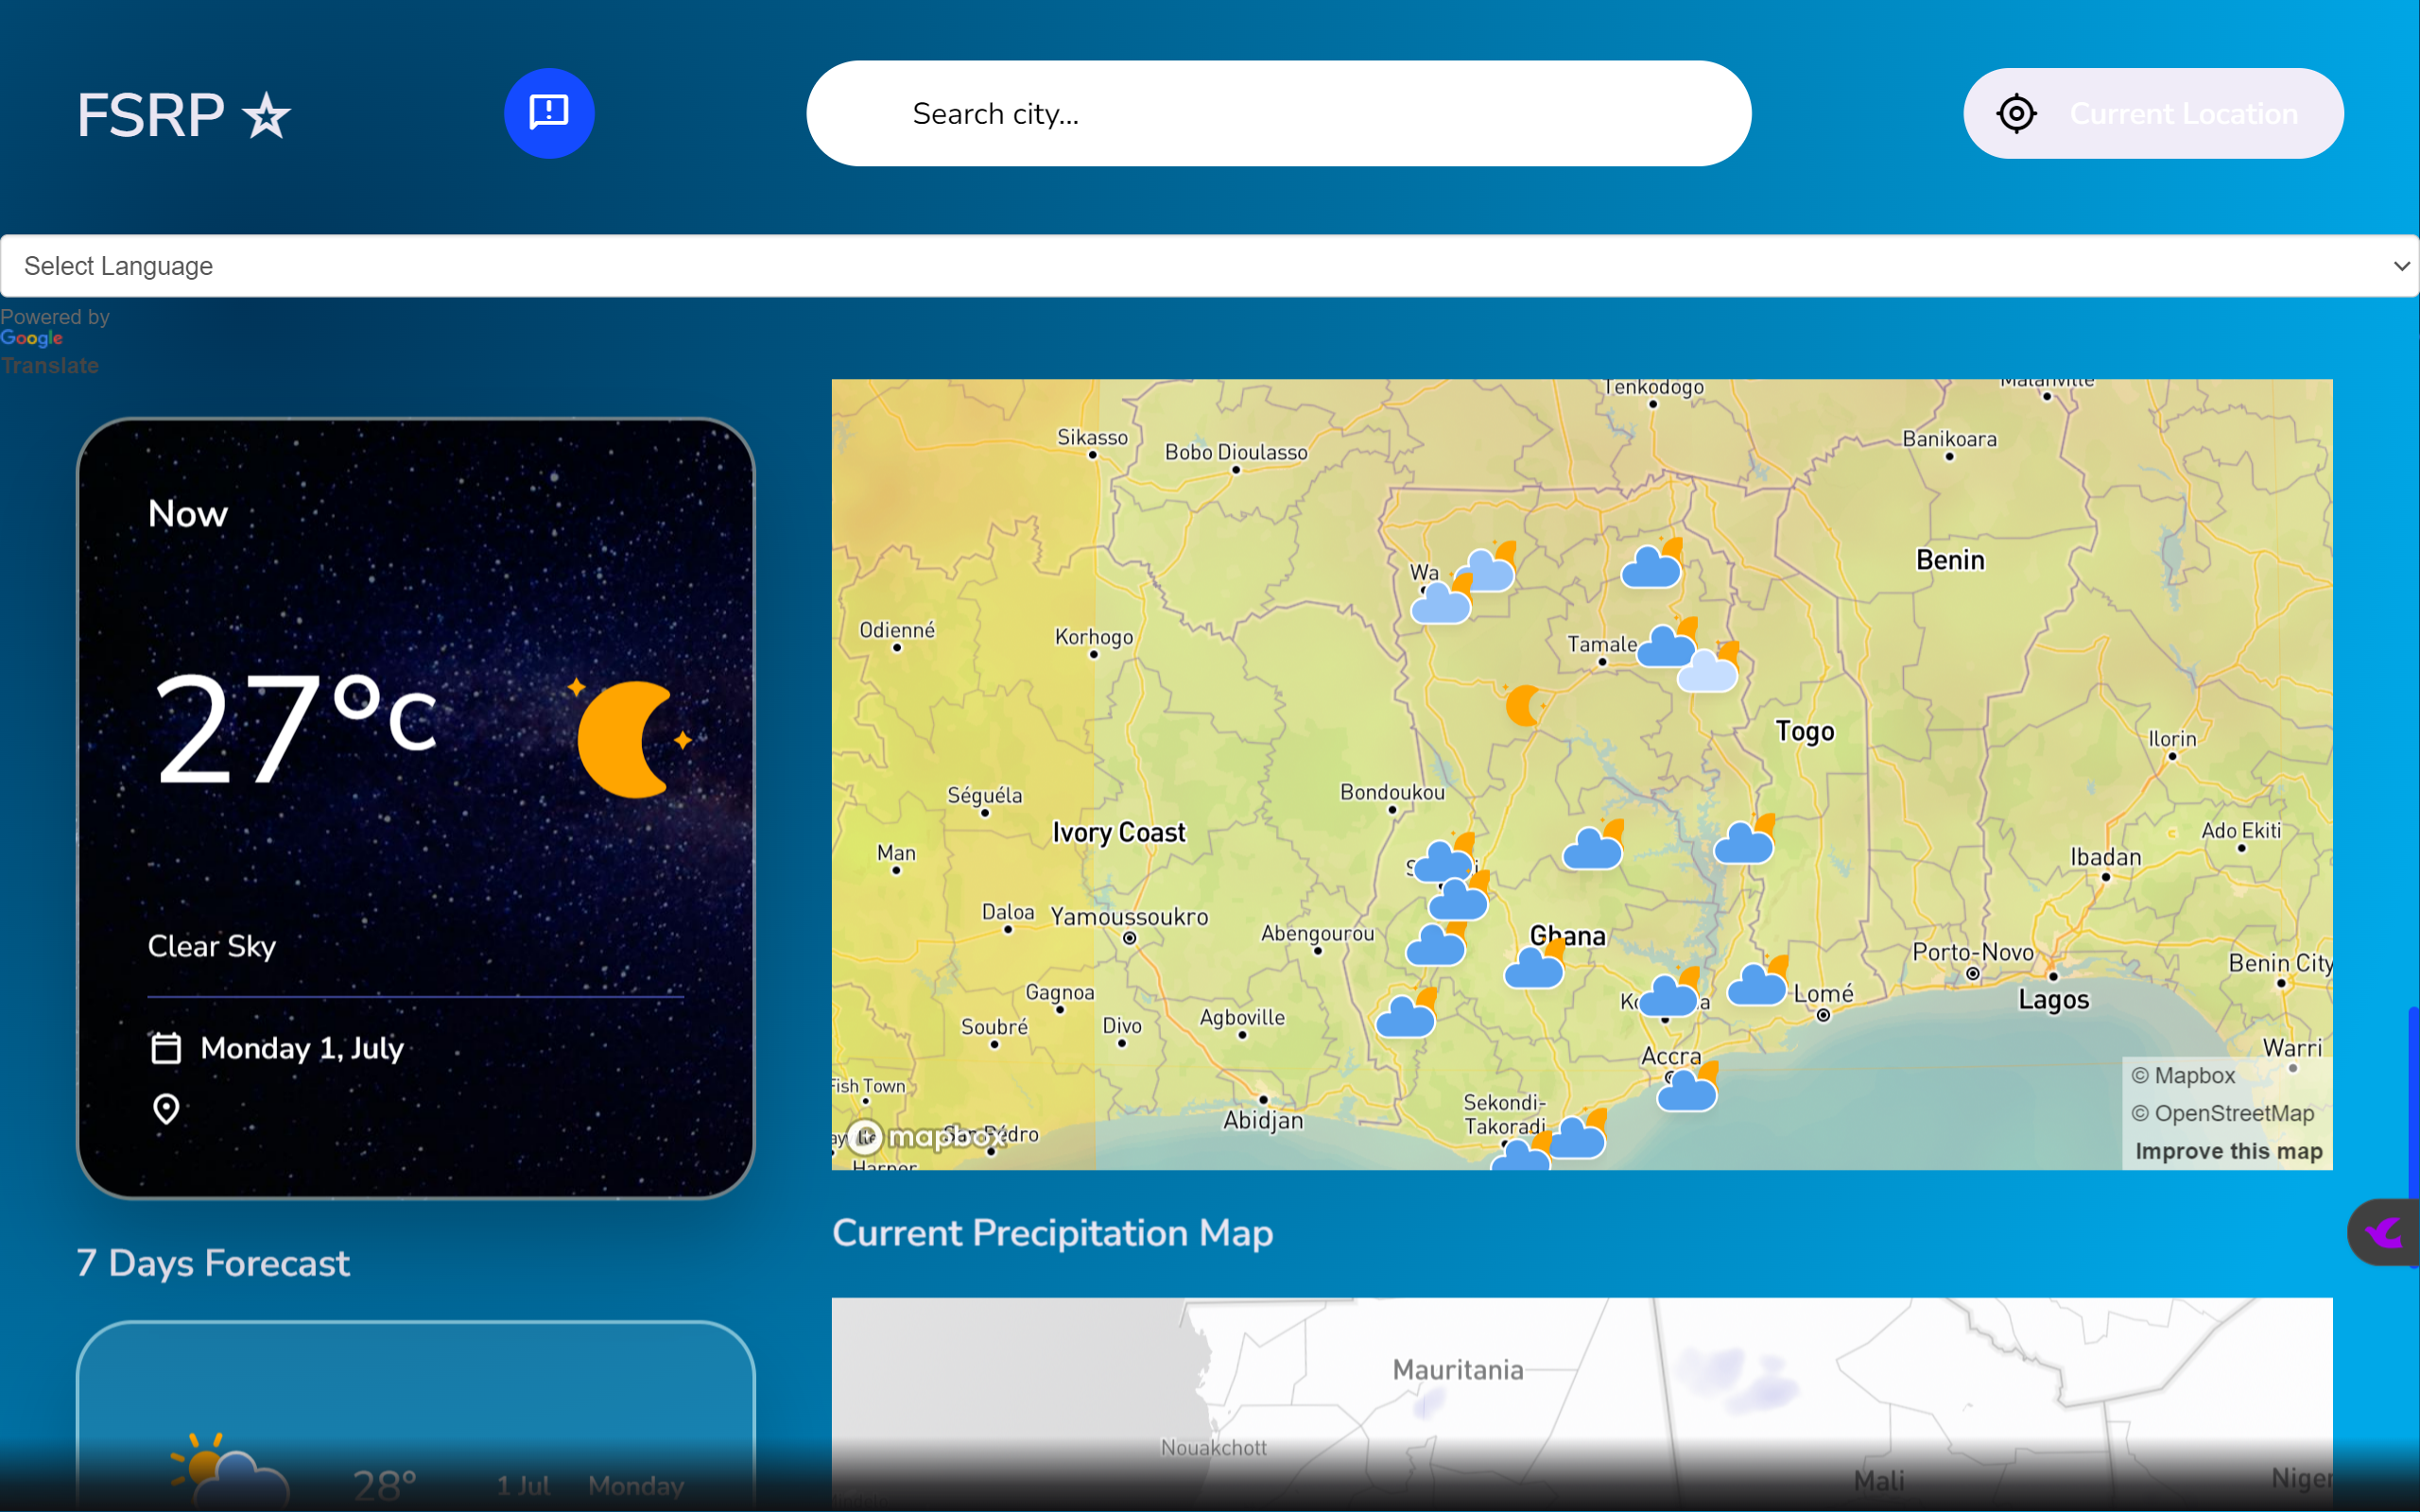 FSRP
Search city...
Current Location
Select Language
Powered by
Google
Translate
Now
27°c
Clear Sky
Monday 1, July
7 Days Forecast
28°
1 Jul
Monday
Tenkodogo
Malanville
Sikasso
Bobo Dioulasso
Banikoara
Benin
Wa
Odienné
Korhogo
Tamale
Togo
Ilorin
Séguéla
Bondoukou
Ivory Coast
Ado Ekiti
Man
Ibadan
Daloa
Yamoussoukro
Abengourou
Ghana
Porto-Novo
Benin City
Gagnoa
Lomé
Lagos
Soubré
Divo
Agboville
Accra
Warri
Fish Town
Sekondi-
Takoradi
Abidjan
San Pédro
Harper
mapbox
© Mapbox
© OpenStreetMap
Improve this map
Current Precipitation Map
Mauritania
Nouakchott
Mali
Niger